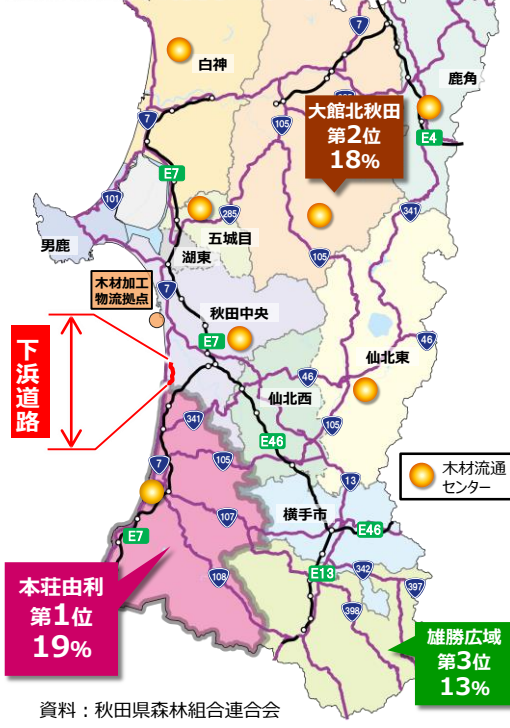 7
白神
鹿角
大館北秋田
第2位
18%
105
7
E4
E7
101
285
341
五城目
男鹿
湖東
105
木材加工
物流拠点
7
秋田中央
E7
仙北東
46
下浜道路
46
仙北西
341
105
E46
105
7
13
木材流通
センター
107
横手市
E46
E7
E13
342
108
397
398
本荘由利
第1位
19%
雄勝広域
第3位
13%
資料：秋田県森林組合連合会